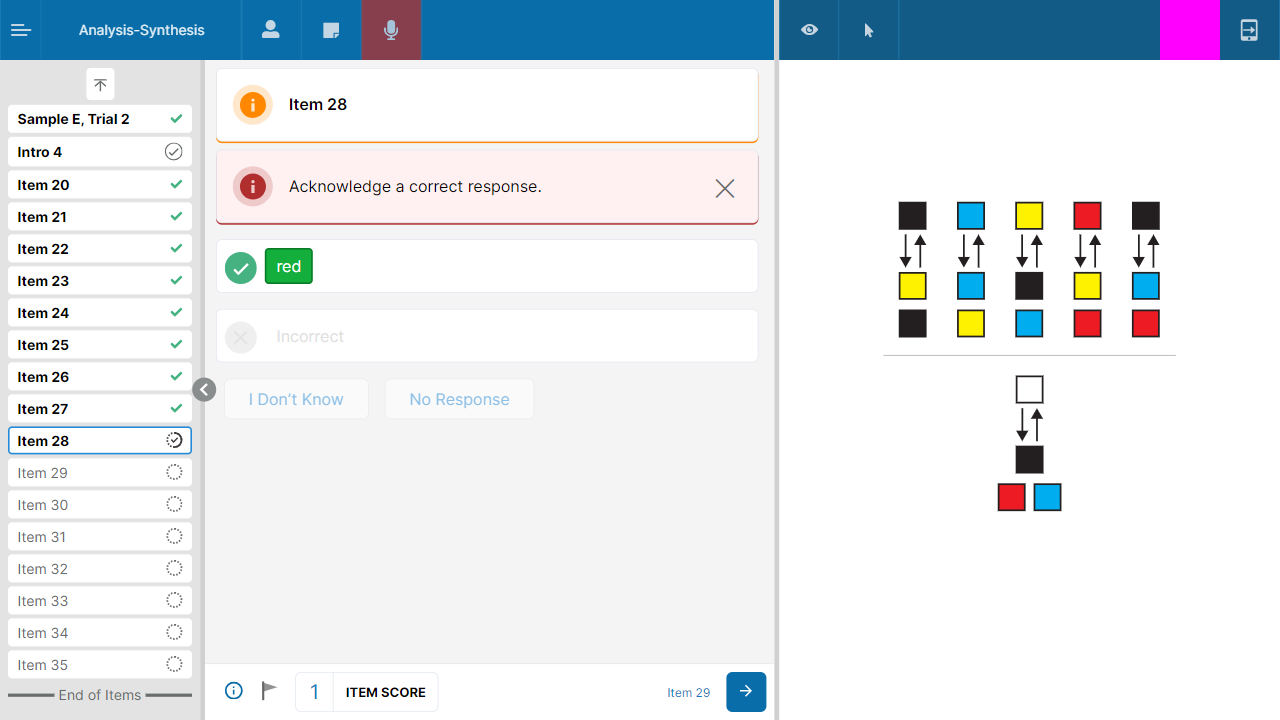 Analysis-Synthesis
Sample E, Trial 2
Intro 4
Item 20
Item 21
Item 22
Item 23
Item 24
Item 25
Item 26
Item 27
Item 28
Item 29
Item 30
Item 31
Item 32
Item 33
Item 34
Item 35
End of Items
Item 28
Acknowledge a correct response.
red
Incorrect
I Don't Know
No Response
1 ITEM SCORE
Item 29